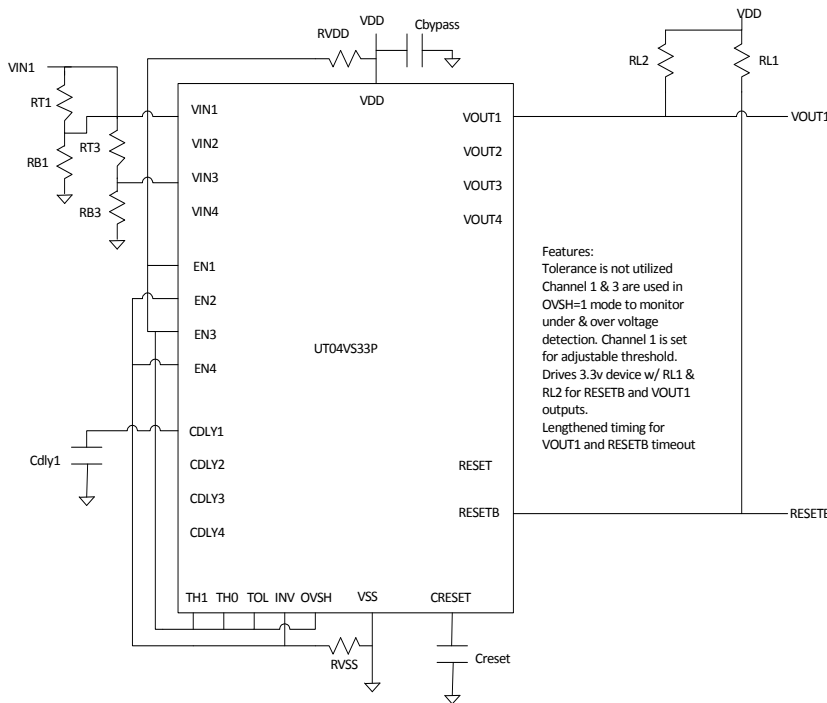 VDD
RVDD
Cbypass
VDD
RL2
RL1
VIN1
RT1
RB1
RT3
RB3
VDD
VIN1
VIN2
VIN3
VIN4
EN1
EN2
EN3
EN4
CDLY1
CDLY2
CDLY3
CDLY4
Cdly1
UT04VS33P
VOUT1
VOUT2
VOUT3
VOUT4
VOUT1
Features:
Tolerance is not utilized
Channel 1 & 3 are used in
OVSH=1 mode to monitor
under & over voltage
detection. Channel 1 is set
for adjustable threshold.
Drives 3.3v device w/ RL1 &
RL2 for RESETB and VOUT1
outputs.
Lengthened timing for
VOUT1 and RESETB timeout
RESET
RESETB
RESETB
TH1 TH0 TOL INV OVSH VSS CRESET
RVSS
Creset